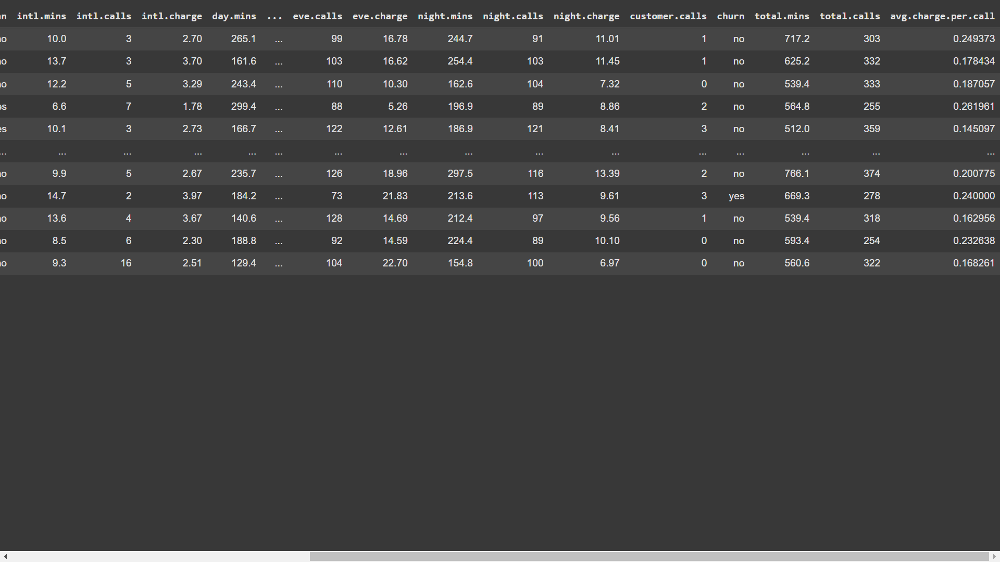 n intl.mins intl.calls intl.charge day.mins ... eve.calls eve.charge night.mins night.calls night.charge customer.calls churn total.mins total.calls avg.charge.per.call
no 10.0 3 2.70 265.1 ... 99 16.78 244.7 91 11.01 1 no 717.2 303 0.249373
no 13.7 3 3.70 161.6 ... 103 16.62 254.4 103 11.45 1 no 625.2 332 0.178434
no 12.2 5 3.29 243.4 ... 110 10.30 162.6 104 7.32 0 no 539.4 333 0.187057
es 6.6 7 1.78 299.4 ... 88 5.26 196.9 89 8.86 2 no 564.8 255 0.261961
es 10.1 3 2.73 166.7 ... 122 12.61 186.9 121 8.41 3 no 512.0 359 0.145097
... ... ... ... ... ... ... ... ... ... ... ... ... ... ... ...
no 9.9 5 2.67 235.7 ... 126 18.96 297.5 116 13.39 2 no 766.1 374 0.200775
no 14.7 2 3.97 184.2 ... 73 21.83 213.6 113 9.61 3 yes 669.3 278 0.240000
no 13.6 4 3.67 140.6 ... 128 14.69 212.4 97 9.56 1 no 539.4 318 0.162956
no 8.5 6 2.30 188.8 ... 92 14.59 224.4 89 10.10 0 no 593.4 254 0.232638
no 9.3 16 2.51 129.4 ... 104 22.70 154.8 100 6.97 0 no 560.6 322 0.168261